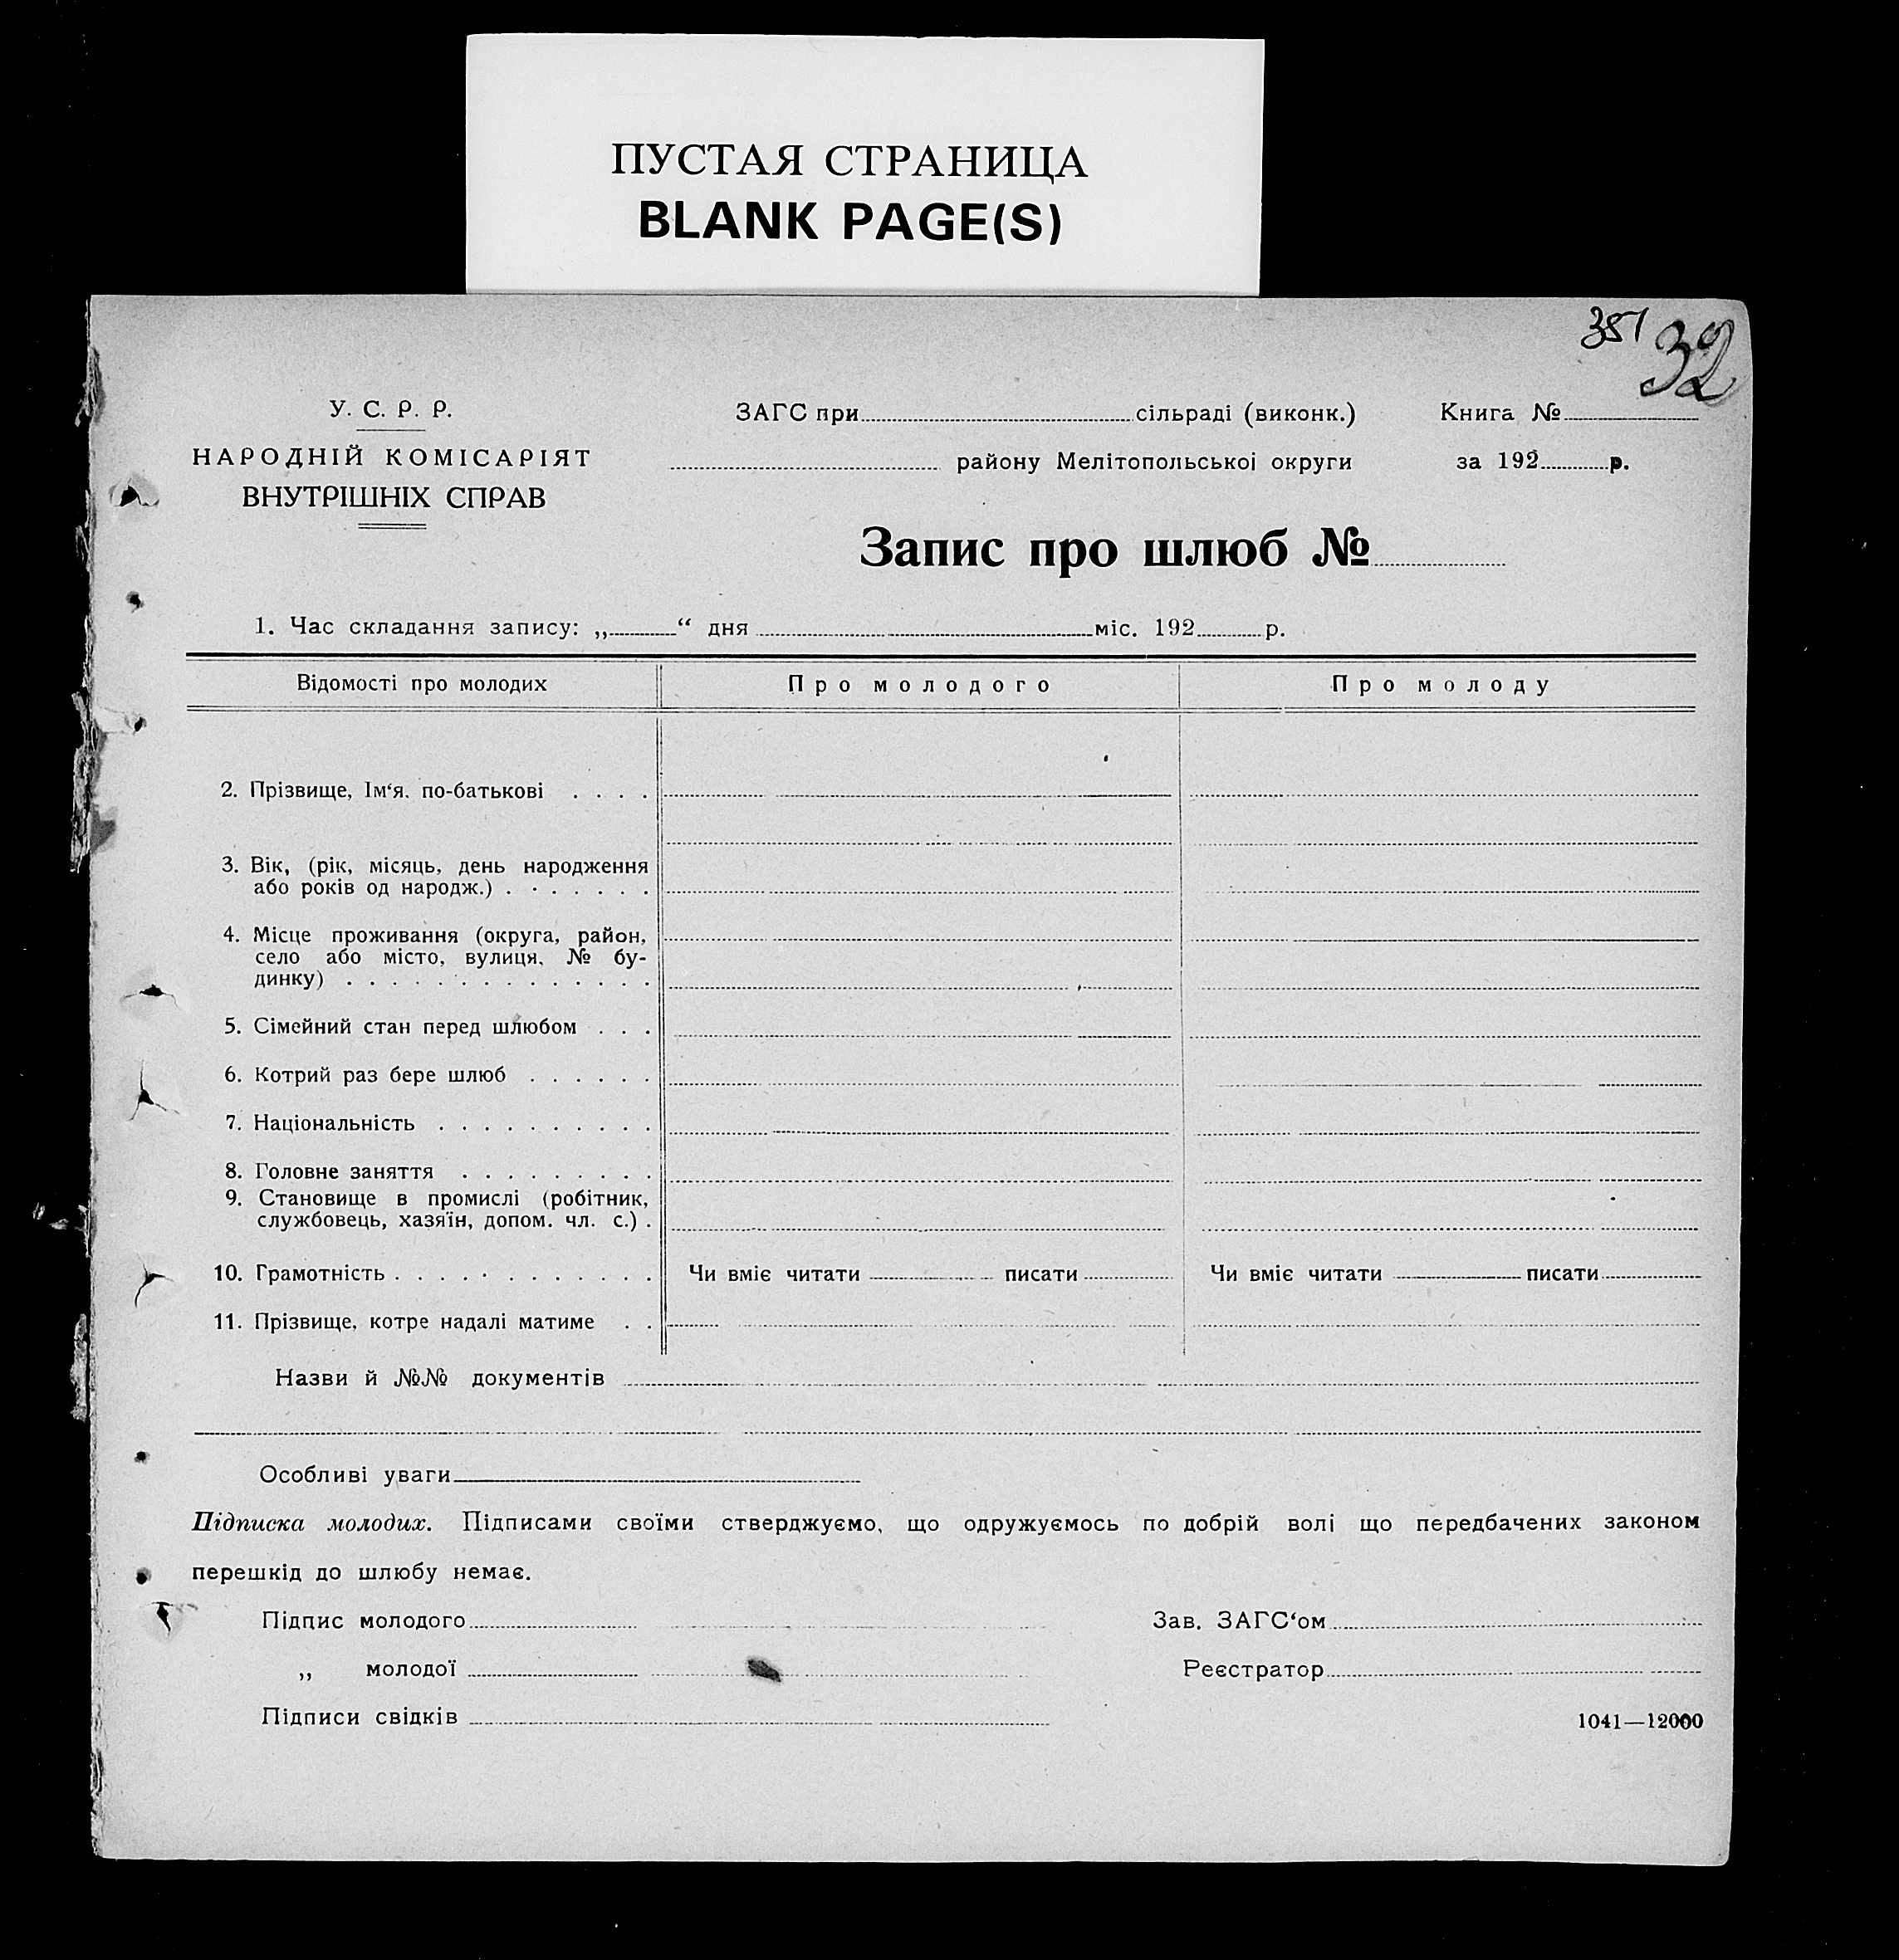 ПУСТАЯ СТРАНИЦА
BLANK PAGE(S)
351
32
У. С. Р. Р.
НАРОДНІЙ КОМІСАРІЯТ
ВНУТРІШНІХ СПРАВ
ЗАГС при сільраді (виконк.)
Книга №
району Мелітопольської округи
за 192 р.
Запис про шлюб №
1. Час складання запису: „ “ дня міс. 192 р.
Відомості про молодих
Про молодого
Про молоду
2. Прізвище, Ім‘я, по-батькові . . . .
3. Вік, (рік, місяць, день народження
або років од народж.) . . . . . . .
4. Місце проживання (округа, район,
село або місто, вулиця, № бу-
динку) . . . . . . . . . . . . . .
5. Сімейний стан перед шлюбом . . .
6. Котрий раз бере шлюб . . . . . .
7. Національність . . . . . . . . . .
8. Головне заняття . . . . . . . . .
9. Становище в промислі (робітник,
службовець, хазяїн, допом. чл. с.) .
10. Грамотність . . . . . . . . . . . .
Чи вміє читати писати
Чи вміє читати писати
11. Прізвище, котре надалі матиме . .
Назви й №№ документів
Особливі уваги
Підписка молодих. Підписами своїми стверджуємо, що одружуємось по добрій волі що передбачених законом
перешкід до шлюбу немає.
Підпис молодого
Зав. ЗАГС‘ом
„ молодої
Реєстратор
Підписи свідків
1041—12000